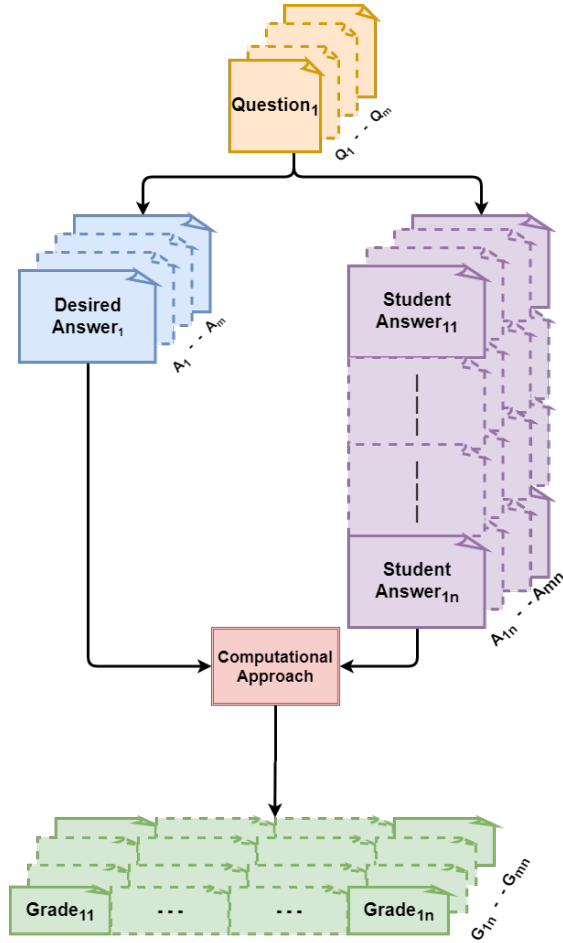 Question₁
Q₁ - - Qₘ
Desired
Answer₁
A₁ - - Aₘ
Student
Answer₁₁
Student
Answer₁ₙ
A₁ₙ - - Amn
Computational
Approach
Grade₁₁
- - -
- - -
Grade₁ₙ
G₁ₙ - - Gₘₙ